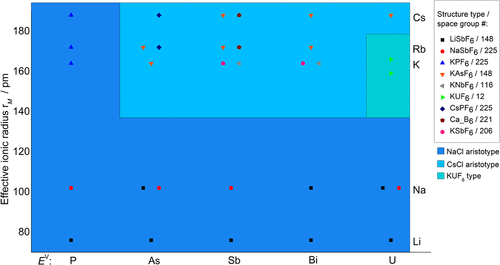 Effective ionic radius rM / pm
180
160
140
120
100
80
Cs
Rb
K
Na
Li
EV:
P
As
Sb
Bi
U
Structure type /
space group #:
LiSbF6 / 148
NaSbF6 / 225
KPF6 / 225
KAsF6 / 148
KNbF6 / 116
KUF6 / 12
CsPF6 / 225
Ca_B6 / 221
KSbF6 / 206
NaCl aristotype
CsCl aristotype
KUF6 type